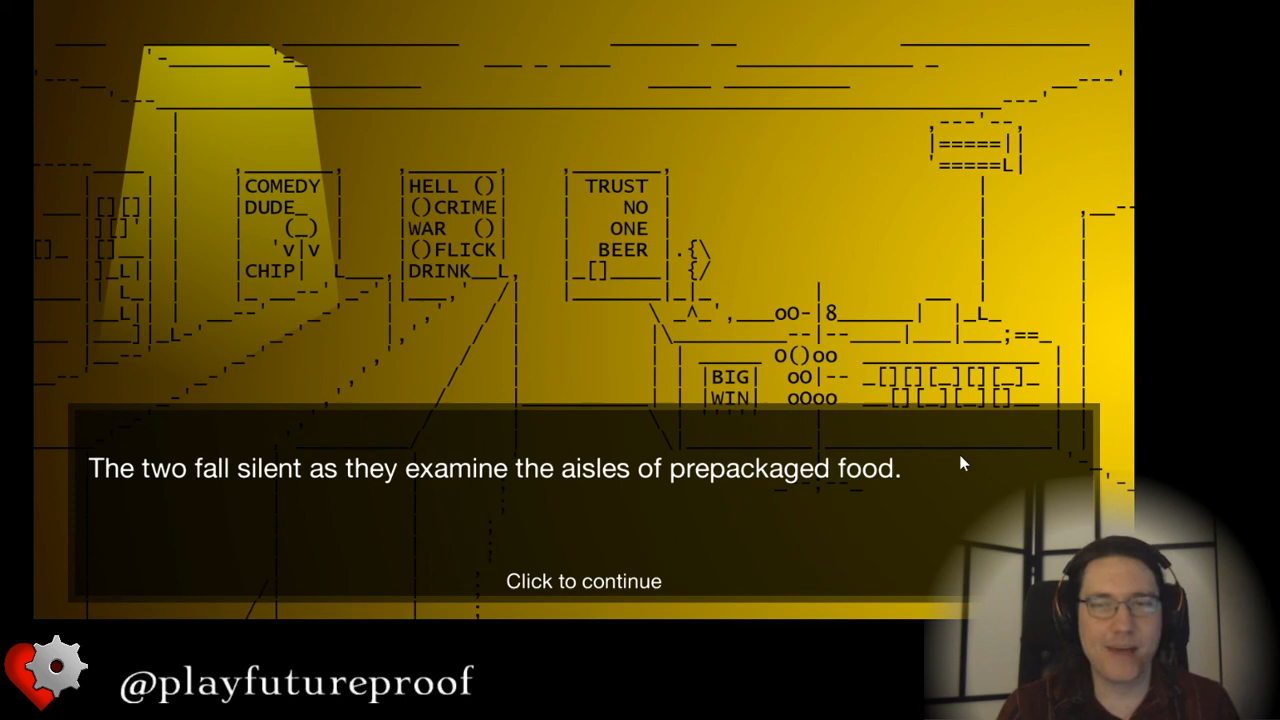 COMEDY
DUDE
CHIP
HELL
CRIME
WAR
FLICK
DRINK
TRUST
NO
ONE
BEER
BIG
WIN
The two fall silent as they examine the aisles of prepackaged food.
Click to continue
@playfutureproof